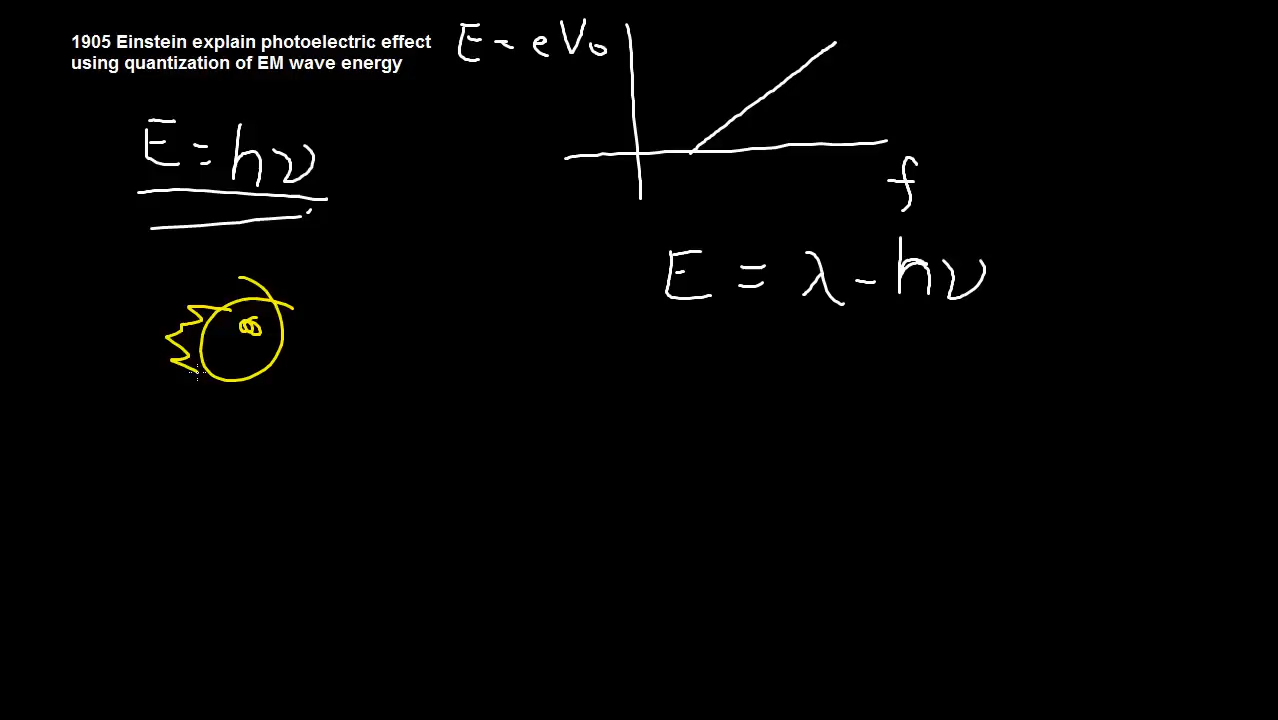 1905 Einstein explain photoelectric effect
using quantization of EM wave energy
E = eV₀
E = hν
f
E = λ - hν